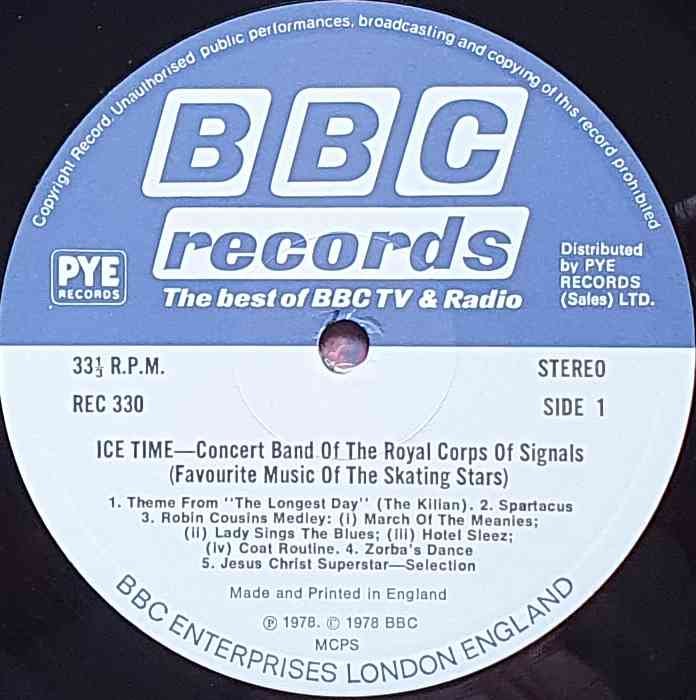 Copyright Record. Unauthorised public performances, broadcasting and copying of this record prohibited
BBC
records
The best of BBC TV & Radio
PYE
RECORDS
Distributed
by PYE
RECORDS
(Sales) LTD.
33⅓ R.P.M.
STEREO
REC 330
SIDE 1
ICE TIME—Concert Band Of The Royal Corps Of Signals
(Favourite Music Of The Skating Stars)
1. Theme From "The Longest Day" (The Kilian). 2. Spartacus
3. Robin Cousins Medley: (i) March Of The Meanies;
(ii) Lady Sings The Blues; (iii) Hotel Sleez;
(iv) Coat Routine. 4. Zorba's Dance
5. Jesus Christ Superstar—Selection
Made and Printed in England
℗ 1978. © 1978 BBC
MCPS
BBC ENTERPRISES LONDON ENGLAND